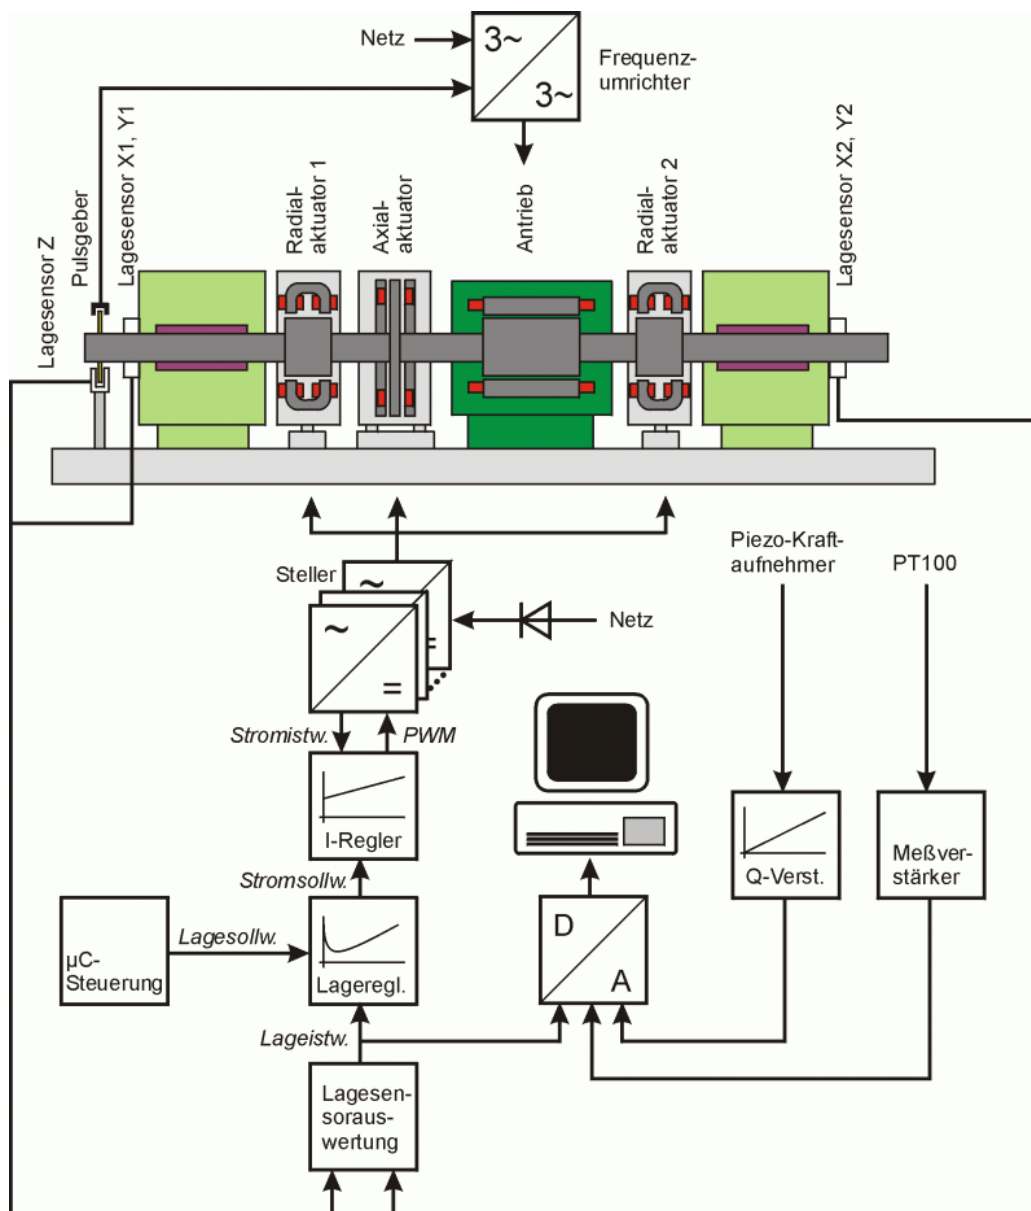 Netz
3~
3~
Frequenz-
umrichter
Lagesensor Z
Pulsgeber
Lagesensor X1, Y1
Radial-
aktuator 1
Axial-
aktuator
Antrieb
Radial-
aktuator 2
Lagesensor X2, Y2
Steller
~
~
=
=
Netz
Piezo-Kraft-
aufnehmer
PT100
Stromistw.
PWM
I-Regler
Stromsollw.
Q-Verst.
Meßver-
stärker
µC-
Steuerung
Lagesollw.
Lageregl.
D
A
Lageistw.
Lagesen-
soraus-
wertung